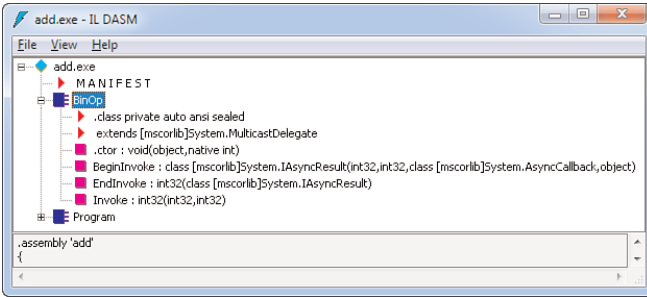 add.exe - IL DASM
File View Help
add.exe
MANIFEST
BinOp
.class private auto ansi sealed
extends [mscorlib]System.MulticastDelegate
.ctor : void(object,native int)
BeginInvoke : class [mscorlib]System.IAsyncResult(int32,int32,class [mscorlib]System.AsyncCallback,object)
EndInvoke : int32(class [mscorlib]System.IAsyncResult)
Invoke : int32(int32,int32)
Program
.assembly 'add'
{